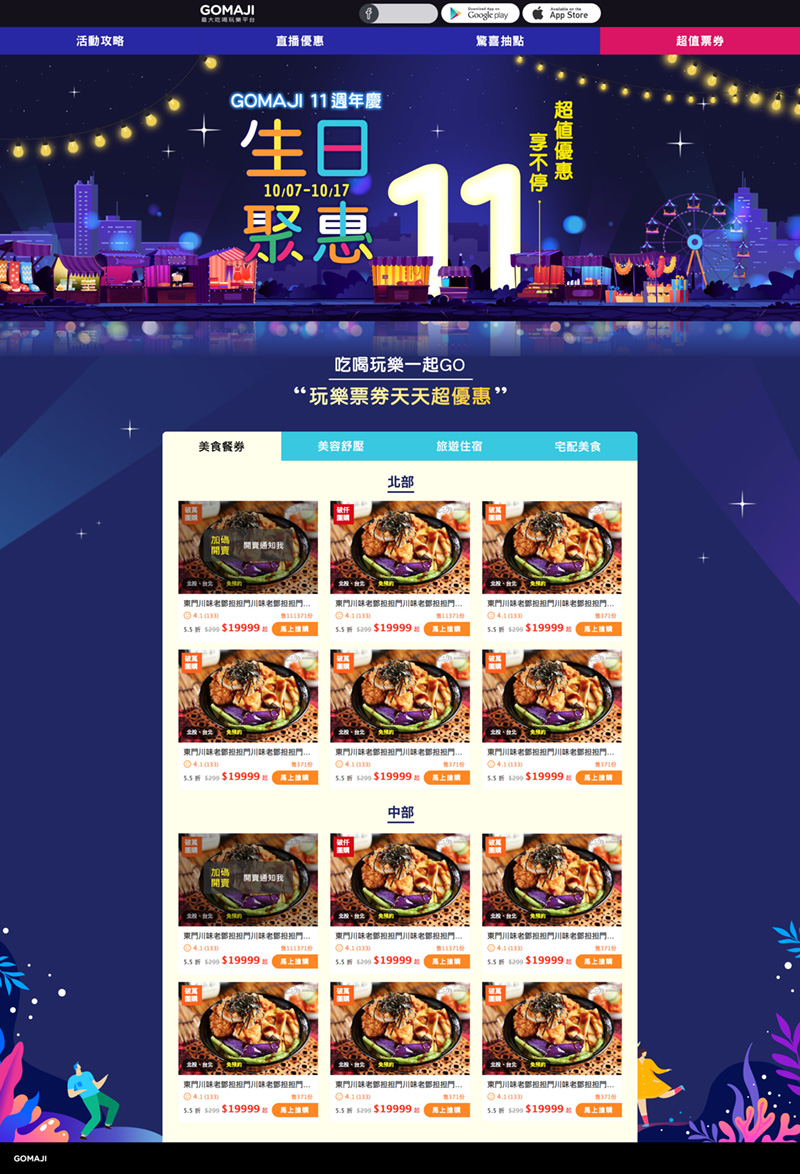 GOMAJI
最大吃喝玩樂平台
Download App on
Google play
Available on the
App Store
活動攻略
直播優惠
驚喜抽點
超值票券
GOMAJI 11週年慶
生日
10/07-10/17
聚惠
11
超值優惠
享不停
吃喝玩樂一起GO
“玩樂票券天天超優惠”
美食餐券
美容舒壓
旅遊住宿
宅配美食
北部
破萬
團購
加碼
開賣
開賣通知我
北投、台北 免預約
東門川味老鄧担担門川味老鄧担担門...
4.1 (133) 售111371份
5.5 折 $299 $19999 起 馬上搶購
破仟
團購
北投、台北 免預約
東門川味老鄧担担門川味老鄧担担門...
4.1 (133) 售11371份
5.5 折 $299 $19999 起 馬上搶購
破萬
團購
北投、台北 免預約
東門川味老鄧担担門川味老鄧担担門...
4.1 (133) 售371份
5.5 折 $299 $19999 起 馬上搶購
破萬
團購
北投、台北 免預約
東門川味老鄧担担門川味老鄧担担門...
4.1 (133) 售371份
5.5 折 $299 $19999 起 馬上搶購
破萬
團購
北投、台北 免預約
東門川味老鄧担担門川味老鄧担担門...
4.1 (133) 售371份
5.5 折 $299 $19999 起 馬上搶購
破萬
團購
北投、台北 免預約
東門川味老鄧担担門川味老鄧担担門...
4.1 (133) 售371份
5.5 折 $299 $19999 起 馬上搶購
中部
破萬
團購
加碼
開賣
開賣通知我
北投、台北 免預約
東門川味老鄧担担門川味老鄧担担門...
4.1 (133) 售111371份
5.5 折 $299 $19999 起 馬上搶購
破仟
團購
北投、台北 免預約
東門川味老鄧担担門川味老鄧担担門...
4.1 (133) 售11371份
5.5 折 $299 $19999 起 馬上搶購
破萬
團購
北投、台北 免預約
東門川味老鄧担担門川味老鄧担担門...
4.1 (133) 售371份
5.5 折 $299 $19999 起 馬上搶購
破萬
團購
北投、台北 免預約
東門川味老鄧担担門川味老鄧担担門...
4.1 (133) 售371份
5.5 折 $299 $19999 起 馬上搶購
破萬
團購
北投、台北 免預約
東門川味老鄧担担門川味老鄧担担門...
4.1 (133) 售371份
5.5 折 $299 $19999 起 馬上搶購
破萬
團購
北投、台北 免預約
東門川味老鄧担担門川味老鄧担担門...
4.1 (133) 售371份
5.5 折 $299 $19999 起 馬上搶購
GOMAJI